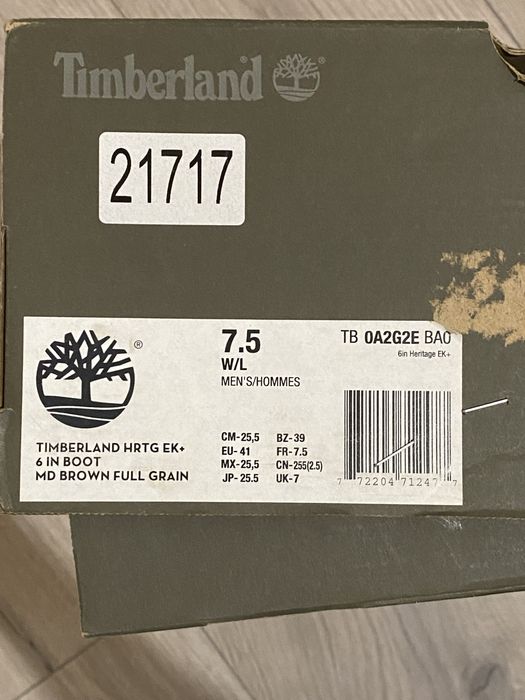 Timberland ®
21717
®
TIMBERLAND HRTG EK+
6 IN BOOT
MD BROWN FULL GRAIN
7.5
W/L
MEN'S/HOMMES
CM-25,5 BZ-39
EU- 41 FR-7.5
MX-25,5 CN-255(2.5)
JP- 25.5 UK-7
TB 0A2G2E BA0
6in Heritage EK+
7 72204 71247 7